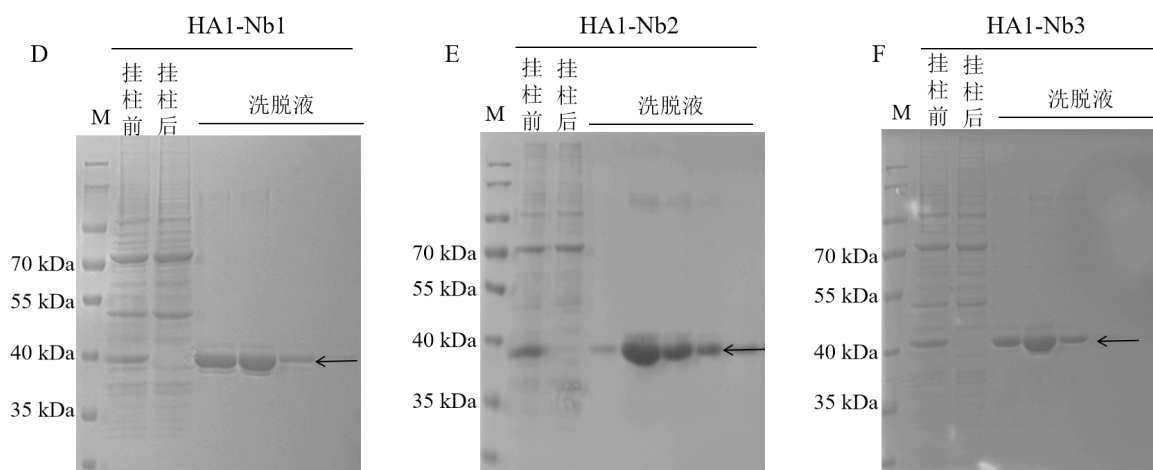 D
HA1-Nb1
M
挂柱前
挂柱后
洗脱液
70 kDa
55 kDa
40 kDa
35 kDa
E
HA1-Nb2
M
挂柱前
挂柱后
洗脱液
70 kDa
55 kDa
40 kDa
35 kDa
F
HA1-Nb3
M
挂柱前
挂柱后
洗脱液
70 kDa
55 kDa
40 kDa
35 kDa